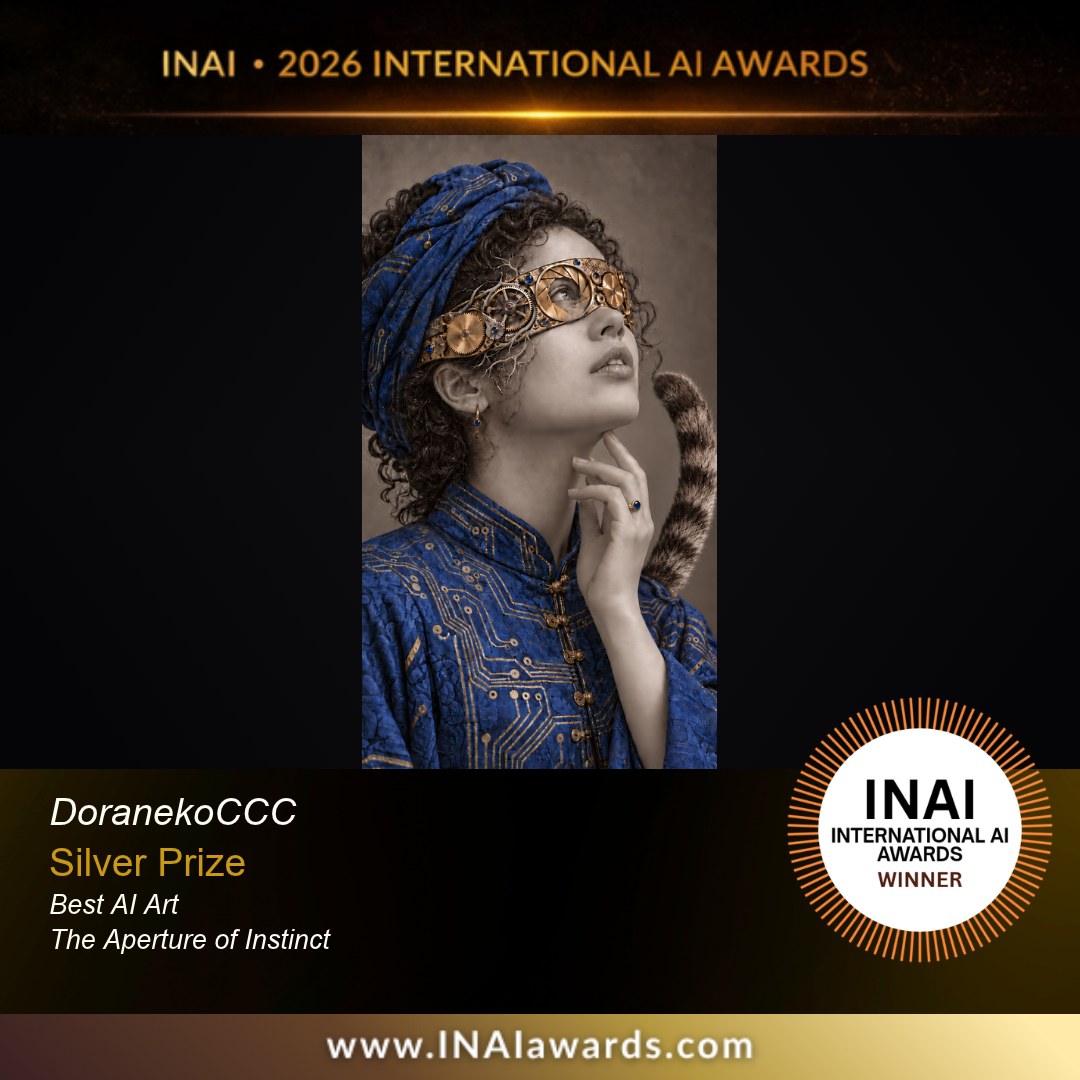 INAI • 2026 INTERNATIONAL AI AWARDS
DoranekoCCC
Silver Prize
Best AI Art
The Aperture of Instinct
INAI
INTERNATIONAL AI
AWARDS
WINNER
www.INAIawards.com